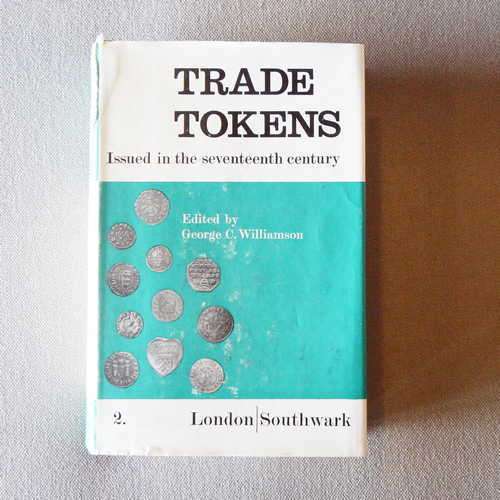 TRADE
TOKENS
Issued in the seventeenth century
Edited by
George C. Williamson
2. London|Southwark